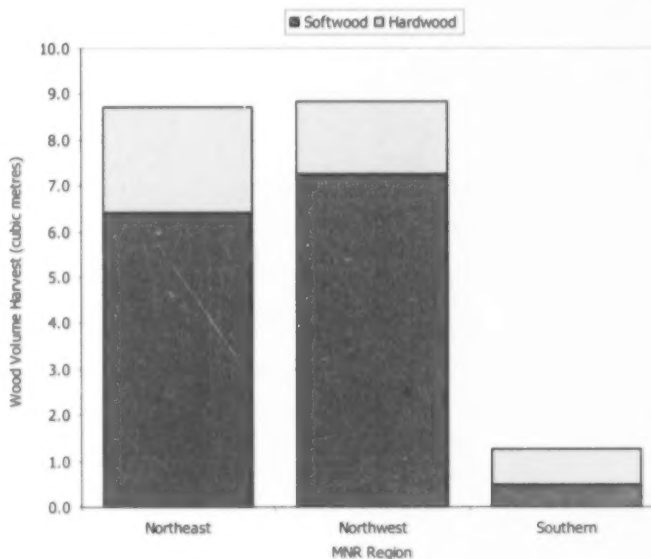 Softwood Hardwood
Wood Volume Harvest (cubic metres)
10.0
9.0
8.0
7.0
6.0
5.0
4.0
3.0
2.0
1.0
0.0
Northeast Northwest Southern
MNR Region